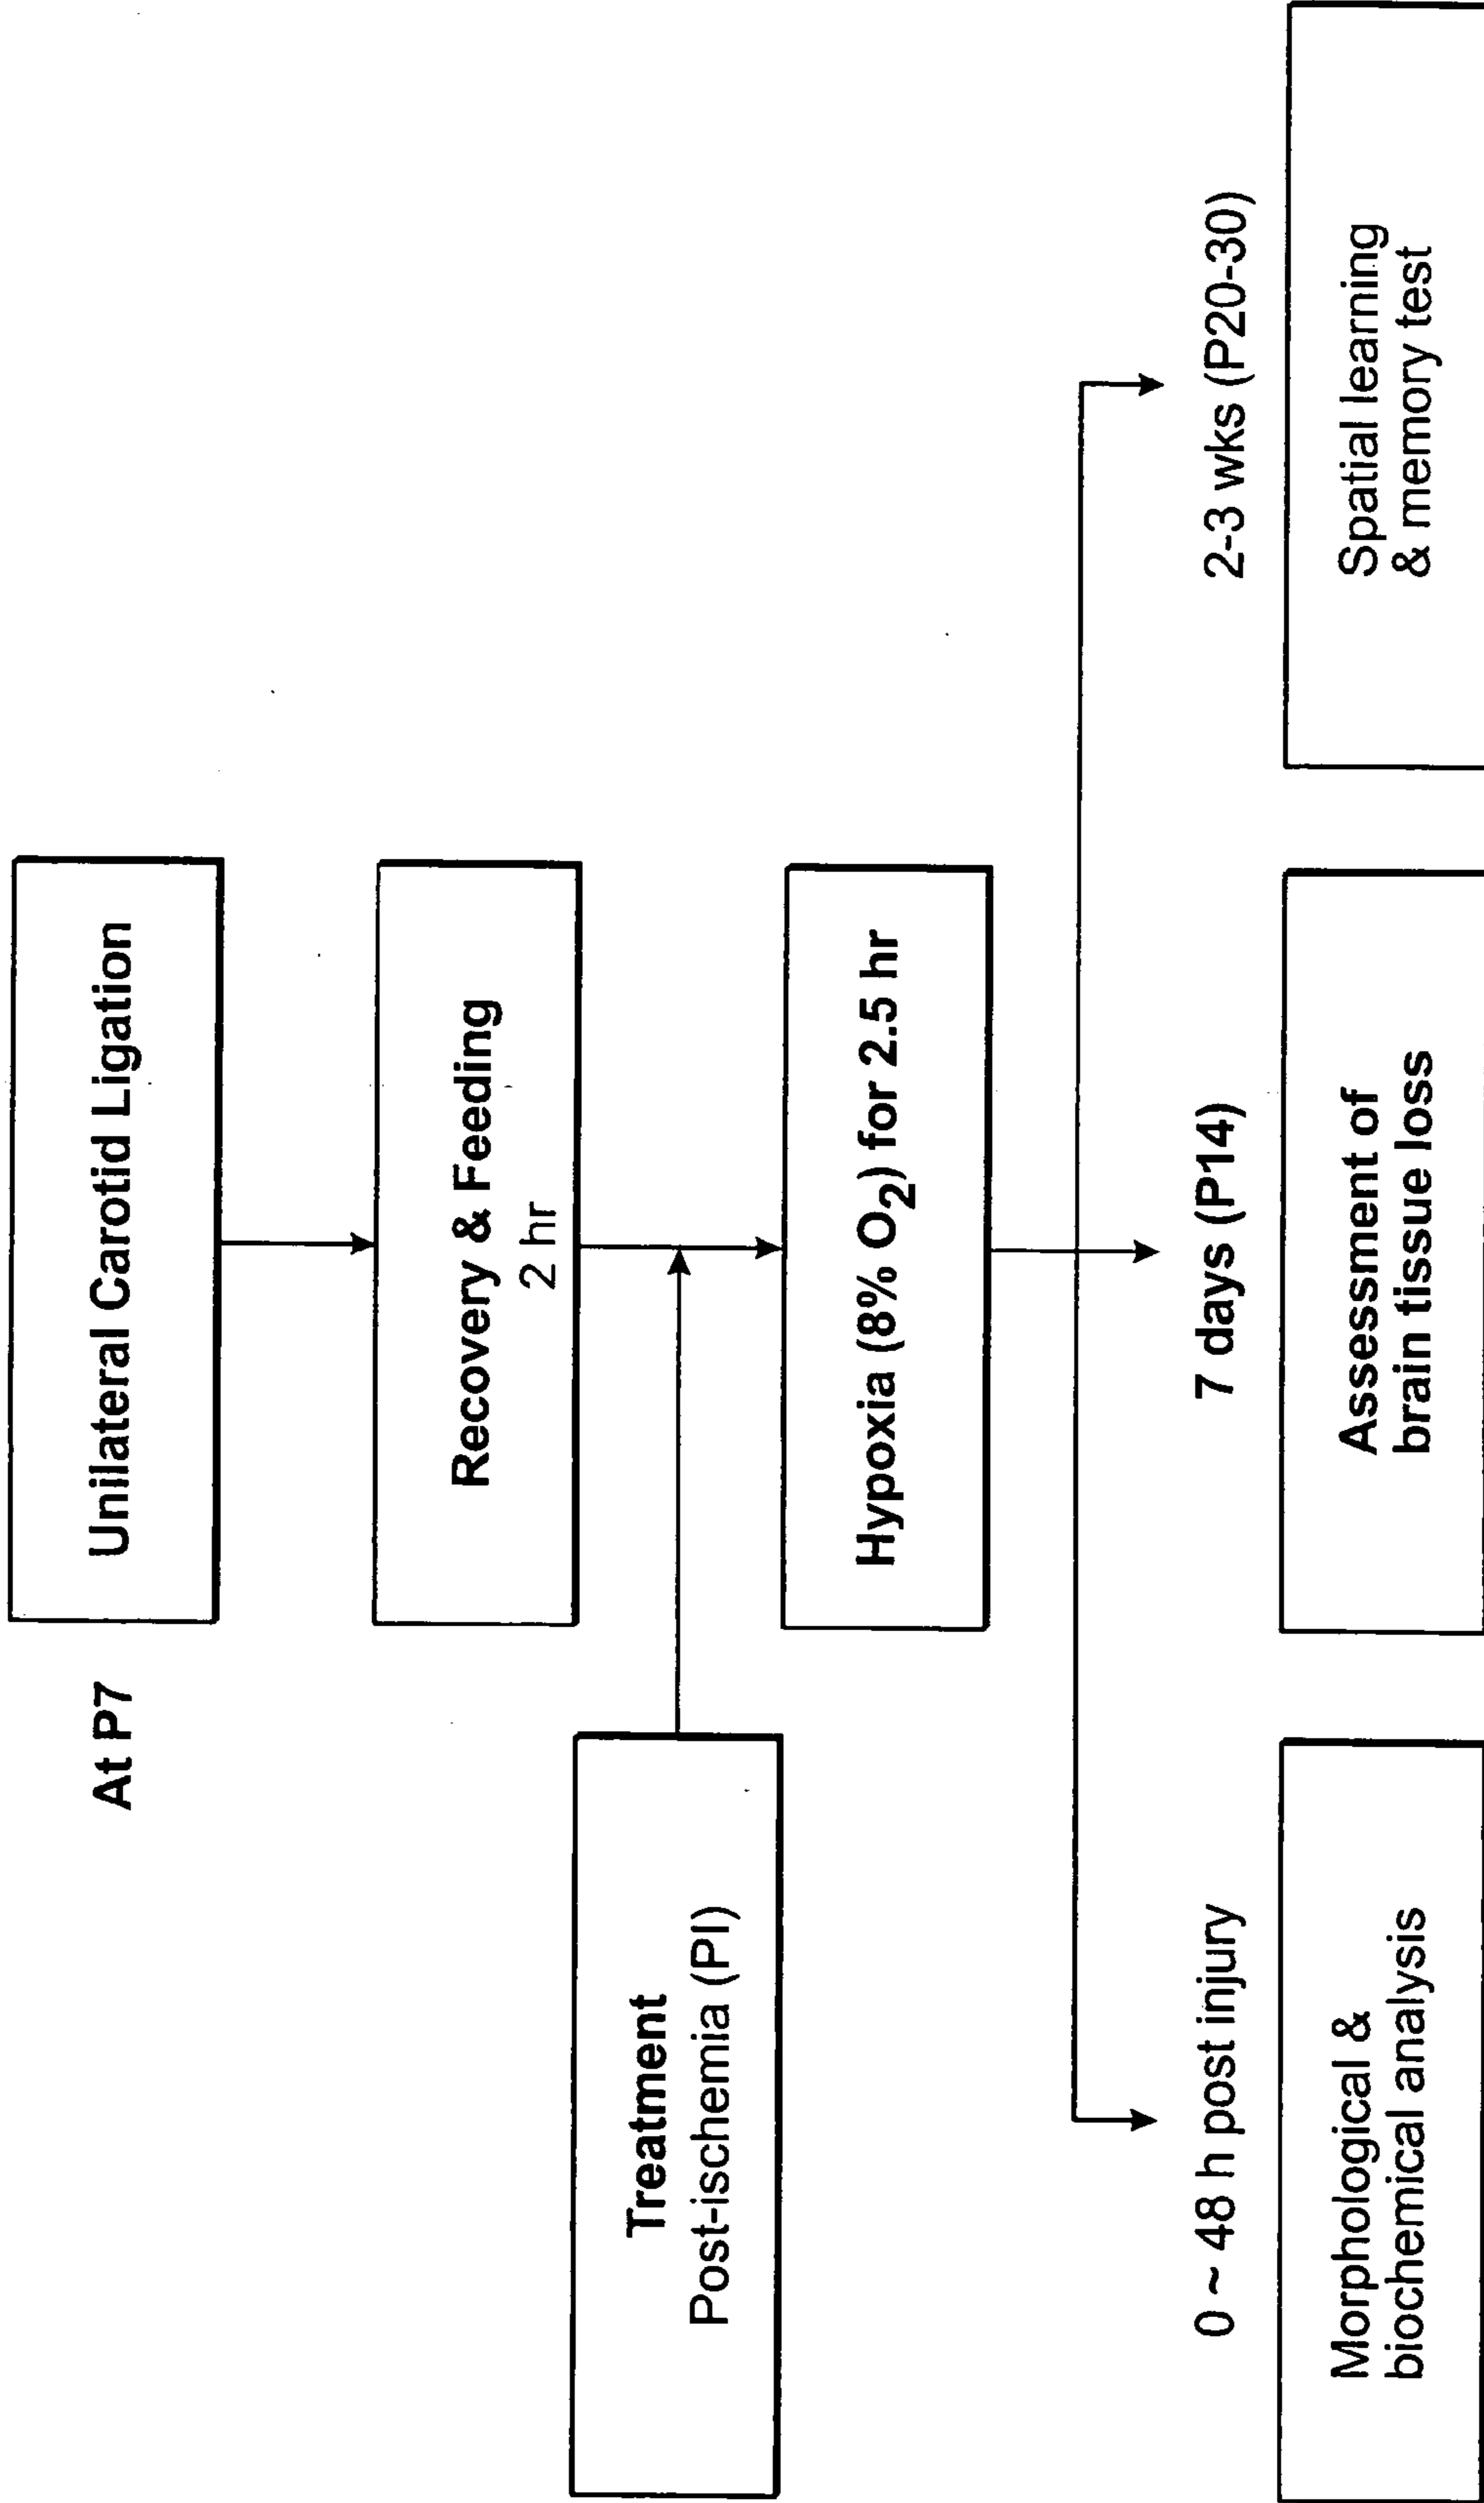 At P7
Unilateral Carotid Ligation
Recovery & Feeding
2 hr
Treatment
Post-ischemia (PI)
Hypoxia (8% O₂) for 2.5 hr
0 ~ 48 h post injury
7 days (P14)
2-3 wks (P20-30)
Morphological &
biochemical analysis
Assessment of
brain tissue loss
Spatial learning
& memory test